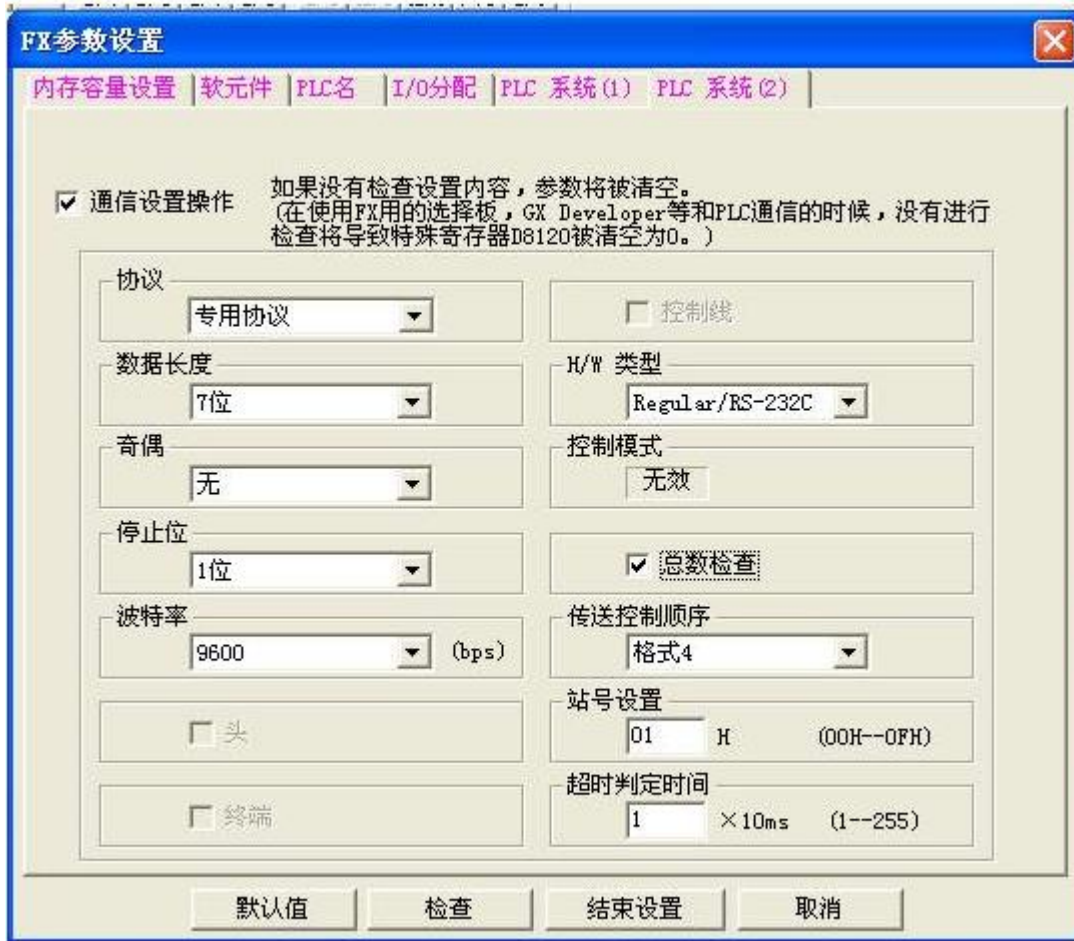 FX参数设置
内存容量设置 软元件 PLC名 I/O分配 PLC 系统(1) PLC 系统(2)
通信设置操作
如果没有检查设置内容，参数将被清空。
(在使用FX用的选择板，GX Developer等和PLC通信的时候，没有进行
检查将导致特殊寄存器D8120被清空为0。)
协议
专用协议
控制线
数据长度
7位
H/W 类型
Regular/RS-232C
奇偶
无
控制模式
无效
停止位
1位
总数检查
波特率
9600 (bps)
传送控制顺序
格式4
头
站号设置
01 H (00H--0FH)
终端
超时判定时间
1 ×10ms (1--255)
默认值 检查 结束设置 取消